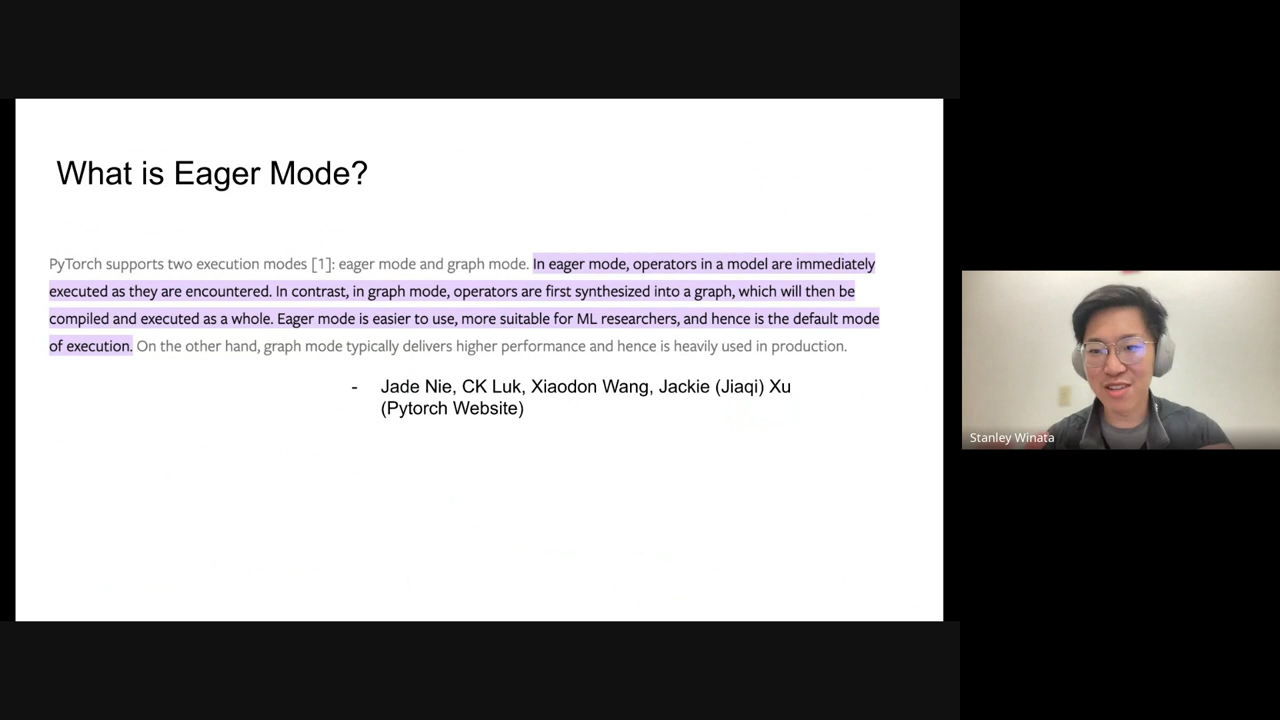 What is Eager Mode?
PyTorch supports two execution modes [1]: eager mode and graph mode. In eager mode, operators in a model are immediately
executed as they are encountered. In contrast, in graph mode, operators are first synthesized into a graph, which will then be
compiled and executed as a whole. Eager mode is easier to use, more suitable for ML researchers, and hence is the default mode
of execution. On the other hand, graph mode typically delivers higher performance and hence is heavily used in production.
- Jade Nie, CK Luk, Xiaodon Wang, Jackie (Jiaqi) Xu
(Pytorch Website)
Stanley Winata